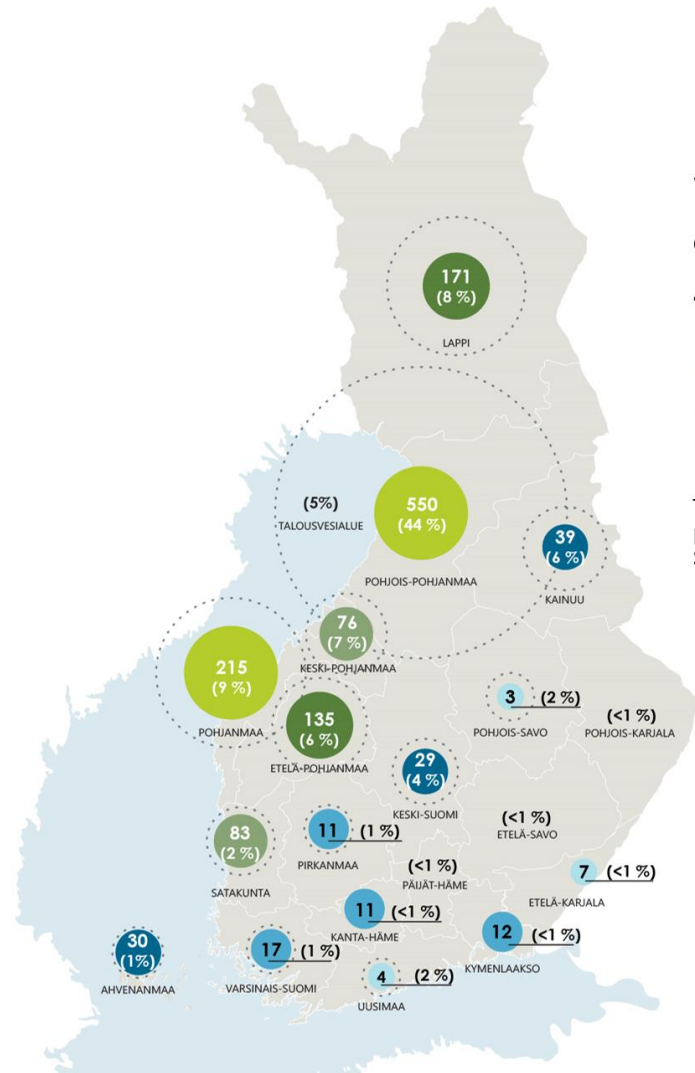 171
(8 %)
LAPPI
550
(44 %)
POHJOIS-POHJANMAA
(5%)
TALOUSVESIALUE
39
(6 %)
KAINUU
76
(7 %)
KESKI-POHJANMAA
215
(9 %)
POHJANMAA
135
(6 %)
ETELÄ-POHJANMAA
3 (2 %)
POHJOIS-SAVO
(<1 %)
POHJOIS-KARJALA
29
(4 %)
KESKI-SUOMI
(<1 %)
ETELÄ-SAVO
83
(2 %)
SATAKUNTA
11 (1 %)
PIRKANMAA
(<1 %)
PÄIJÄT-HÄME
7 (<1 %)
ETELÄ-KARJALA
11 (<1 %)
KANTA-HÄME
12 (<1 %)
KYMENLAAKSO
30
(1%)
AHVENANMAA
17 (1 %)
VARSINAIS-SUOMI
4 (2 %)
UUSIMAA